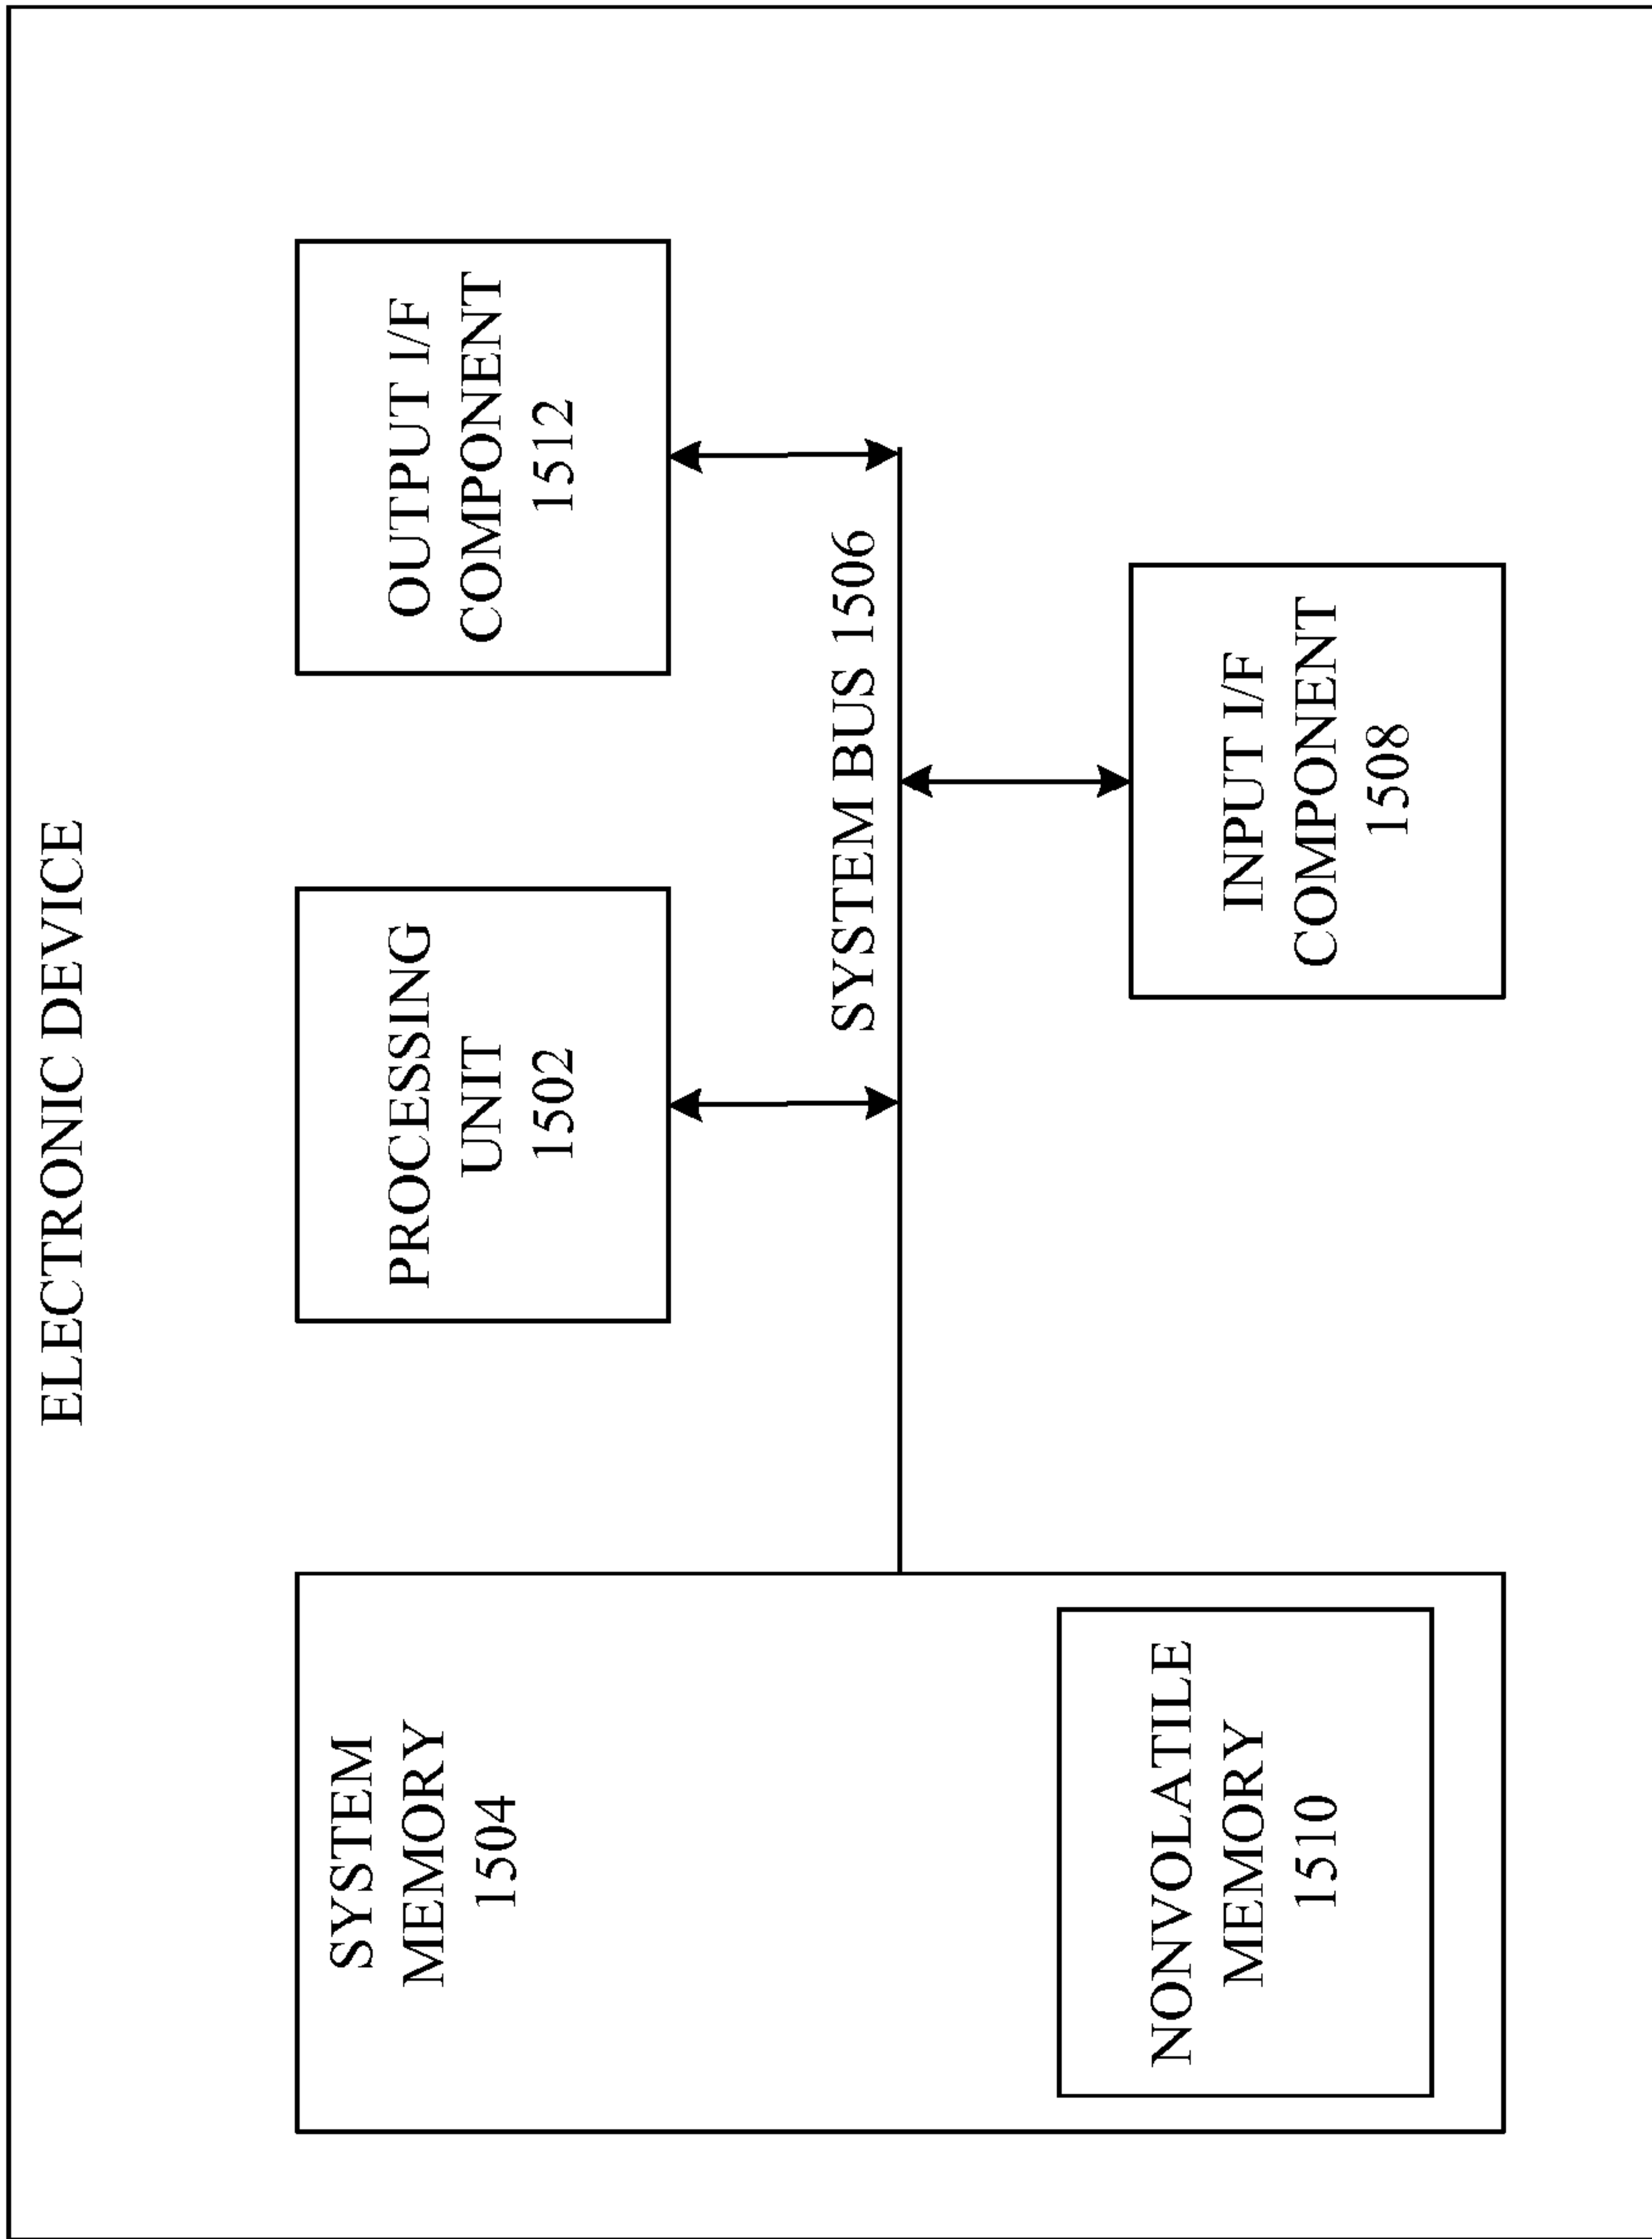 ELECTRONIC DEVICE
SYSTEM
MEMORY
1504
NONVOLATILE
MEMORY
1510
PROCESSING
UNIT
1502
OUTPUT I/F
COMPONENT
1512
SYSTEM BUS 1506
INPUT I/F
COMPONENT
1508